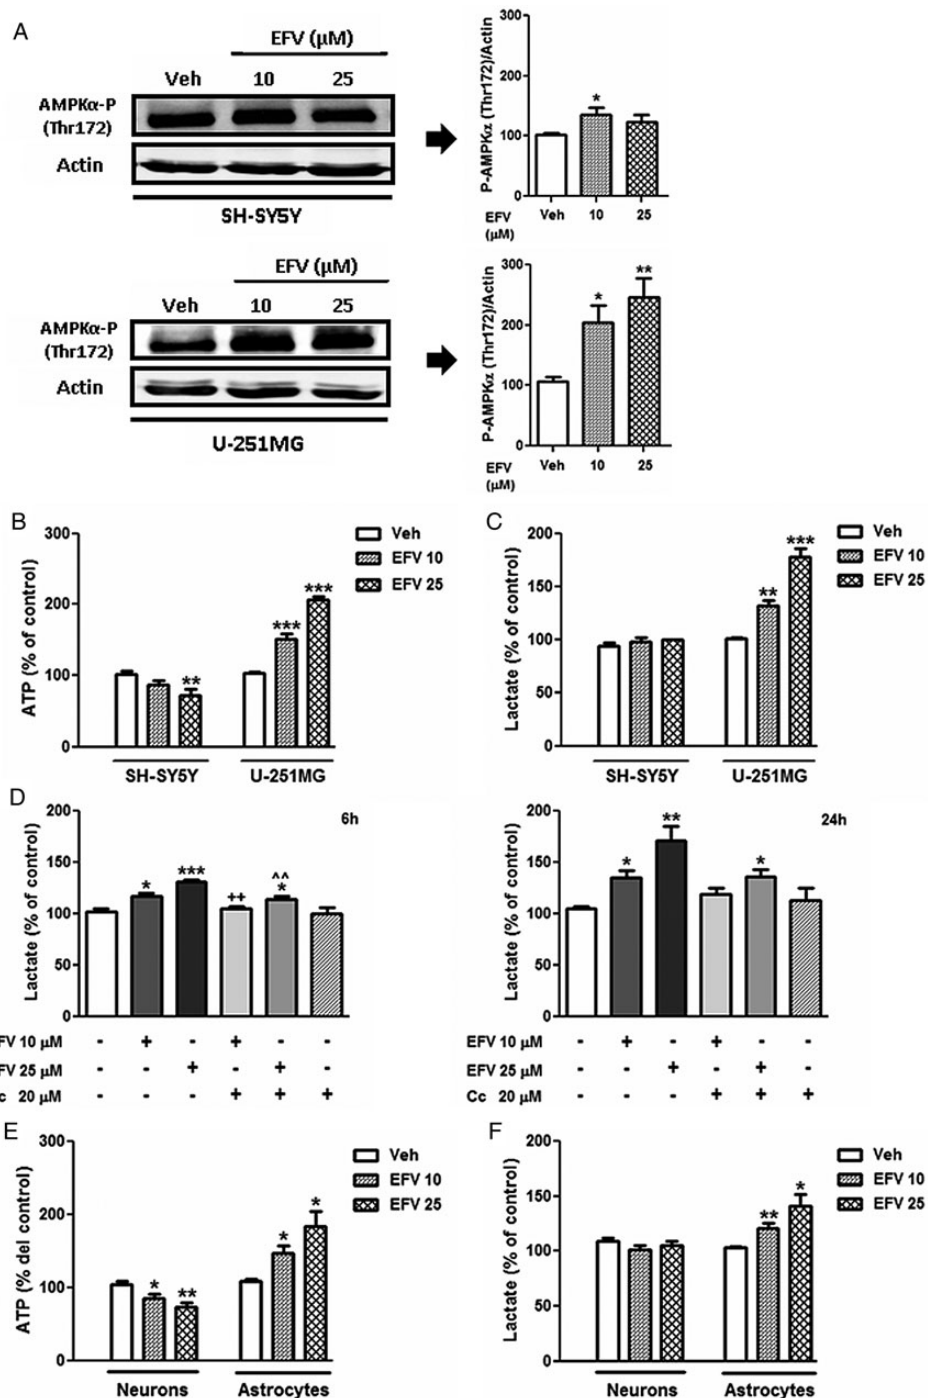 A
EFV (µM)
Veh 10 25
AMPKα-P
(Thr172)
Actin
SH-SY5Y
P-AMPKα (Thr172)/Actin
300
200
100
0
*
EFV
(µM)
Veh 10 25
EFV (µM)
Veh 10 25
AMPKα-P
(Thr172)
Actin
U-251MG
P-AMPKα (Thr172)/Actin
300
200
100
0
* **
EFV
(µM)
Veh 10 25
B
ATP (% of control)
300
200
100
0
** *** ***
Veh
EFV 10
EFV 25
SH-SY5Y U-251MG
C
Lactate (% of control)
200
150
100
50
0
** ***
Veh
EFV 10
EFV 25
SH-SY5Y U-251MG
D
6h
Lactate (% of control)
200
150
100
50
0
* *** ++ ^^ *
FV 10 µM - + - + - -
FV 25 µM - - + - + -
c 20 µM - - - + + +
24h
Lactate (% of control)
200
150
100
50
0
* ** *
EFV 10 µM - + - + - -
EFV 25 µM - - + - + -
Cc 20 µM - - - + + +
E
ATP (% del control)
300
200
100
0
* ** * *
Veh
EFV 10
EFV 25
Neurons Astrocytes
F
Lactate (% of control)
200
150
100
50
0
** *
Veh
EFV 10
EFV 25
Neurons Astrocytes